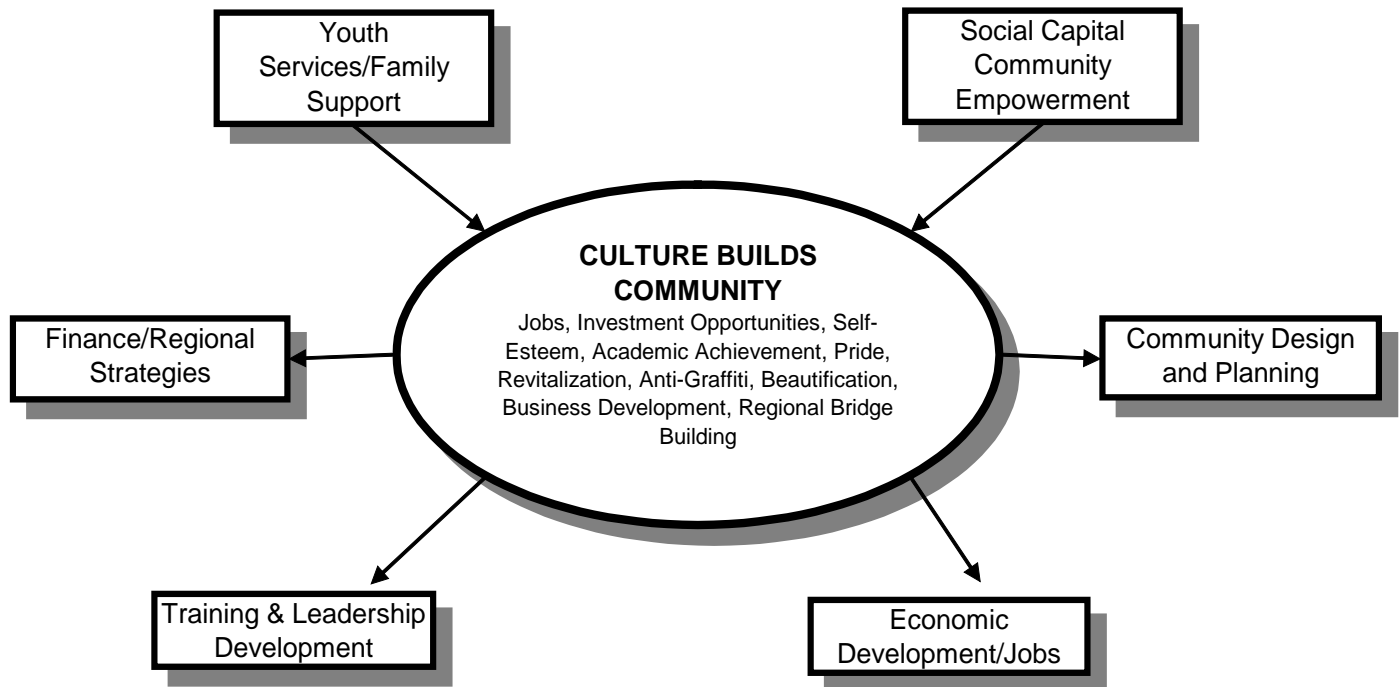 Youth
Services/Family
Support
Social Capital
Community
Empowerment
CULTURE BUILDS
COMMUNITY
Jobs, Investment Opportunities, Self-
Esteem, Academic Achievement, Pride,
Revitalization, Anti-Graffiti, Beautification,
Business Development, Regional Bridge
Building
Finance/Regional
Strategies
Community Design
and Planning
Training & Leadership
Development
Economic
Development/Jobs